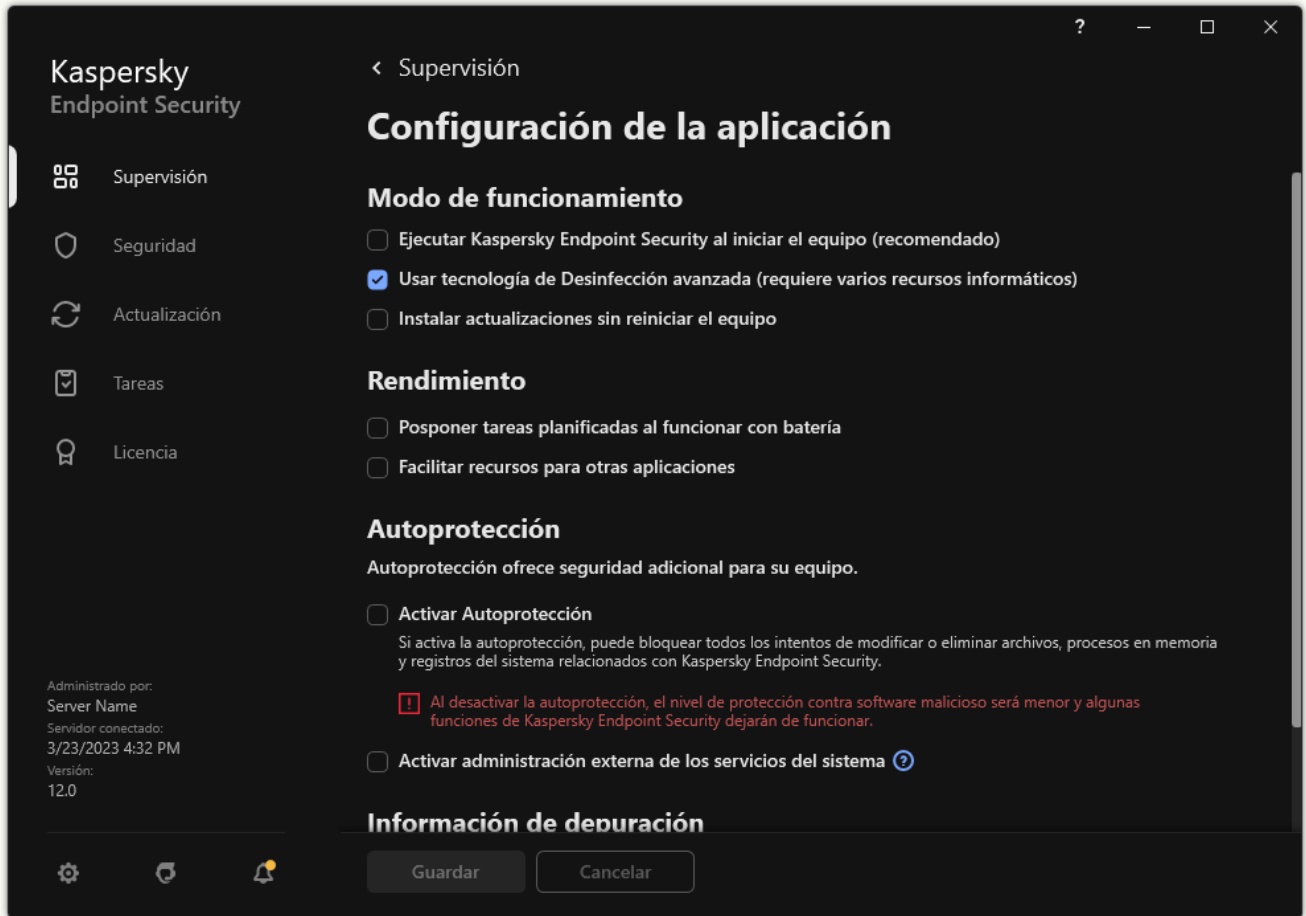 ?
Kaspersky
Endpoint Security
Supervisión
Seguridad
Actualización
Tareas
Licencia
Administrado por:
Server Name
Servidor conectado:
3/23/2023 4:32 PM
Versión:
12.0
Supervisión
Configuración de la aplicación
Modo de funcionamiento
Ejecutar Kaspersky Endpoint Security al iniciar el equipo (recomendado)
Usar tecnología de Desinfección avanzada (requiere varios recursos informáticos)
Instalar actualizaciones sin reiniciar el equipo
Rendimiento
Posponer tareas planificadas al funcionar con batería
Facilitar recursos para otras aplicaciones
Autoprotección
Autoprotección ofrece seguridad adicional para su equipo.
Activar Autoprotección
Si activa la autoprotección, puede bloquear todos los intentos de modificar o eliminar archivos, procesos en memoria
y registros del sistema relacionados con Kaspersky Endpoint Security.
Al desactivar la autoprotección, el nivel de protección contra software malicioso será menor y algunas
funciones de Kaspersky Endpoint Security dejarán de funcionar.
Activar administración externa de los servicios del sistema ?
Información de depuración
Guardar
Cancelar